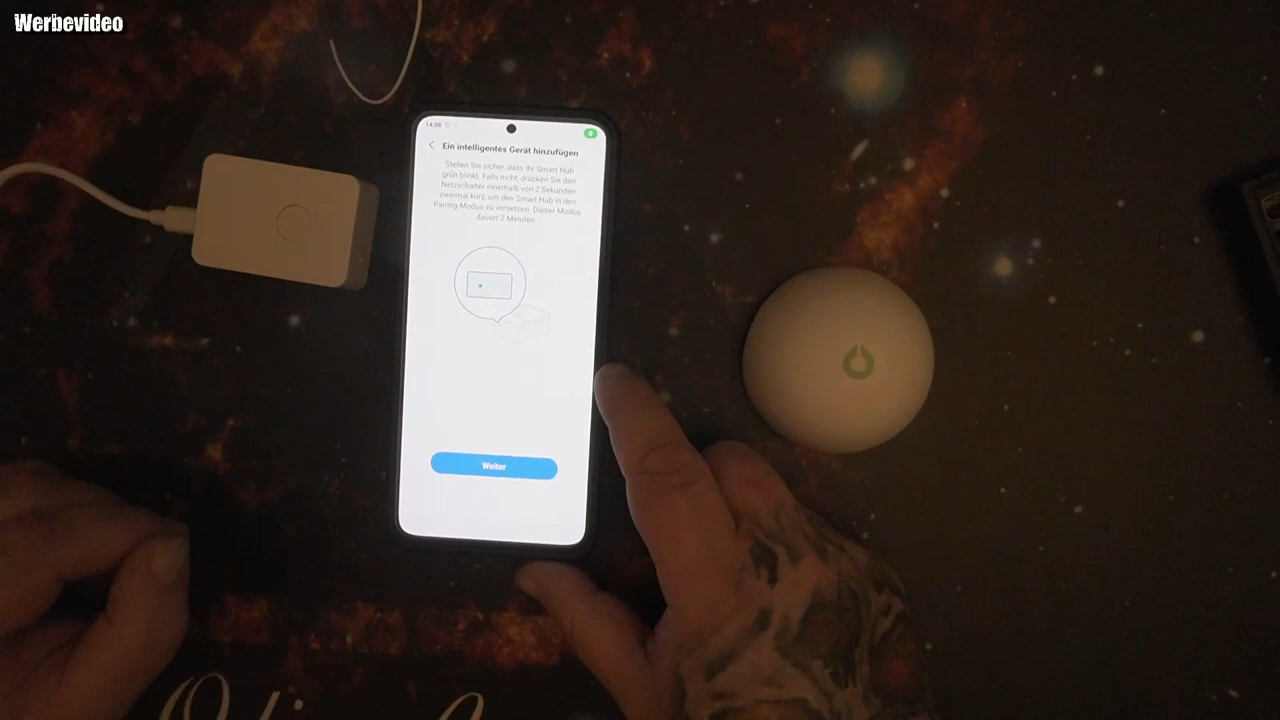 Werbevideo
14:08
Ein intelligentes Gerät hinzufügen
Stellen Sie sicher, dass Ihr Smart Hub
grün blinkt. Falls nicht, drücken Sie den
Netzschalter innerhalb von 2 Sekunden
zweimal kurz, um den Smart Hub in den
Pairing-Modus zu versetzen. Dieser Modus
dauert 2 Minuten.
Weiter